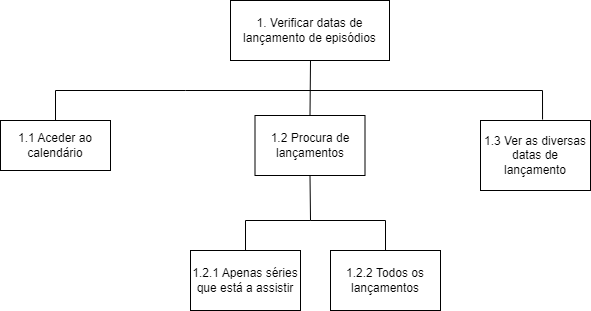 1. Verificar datas de
lançamento de episódios
1.1 Aceder ao
calendário
1.2 Procura de
lançamentos
1.3 Ver as diversas
datas de
lançamento
1.2.1 Apenas séries
que está a assistir
1.2.2 Todos os
lançamentos